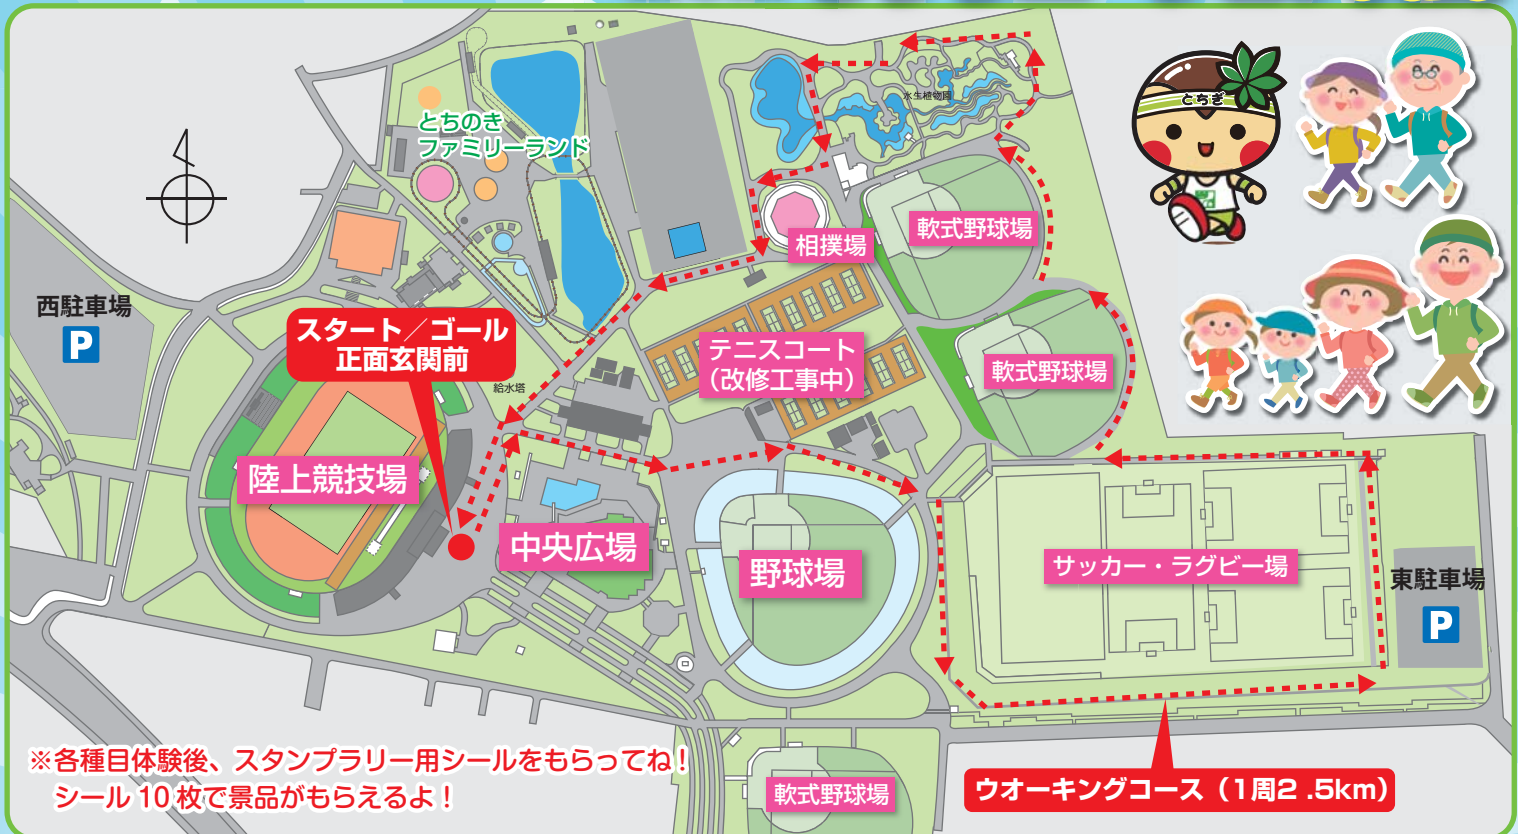 とちのき
ファミリーランド
水生植物園
とちぎ
軟式野球場
相撲場
西駐車場
P
スタート／ゴール
正面玄関前
テニスコート
（改修工事中）
軟式野球場
給水塔
陸上競技場
中央広場
野球場
サッカー・ラグビー場
東駐車場
P
※各種目体験後、スタンプラリー用シールをもらってね！
シール10枚で景品がもらえるよ！
軟式野球場
ウオーキングコース（1周2.5km）